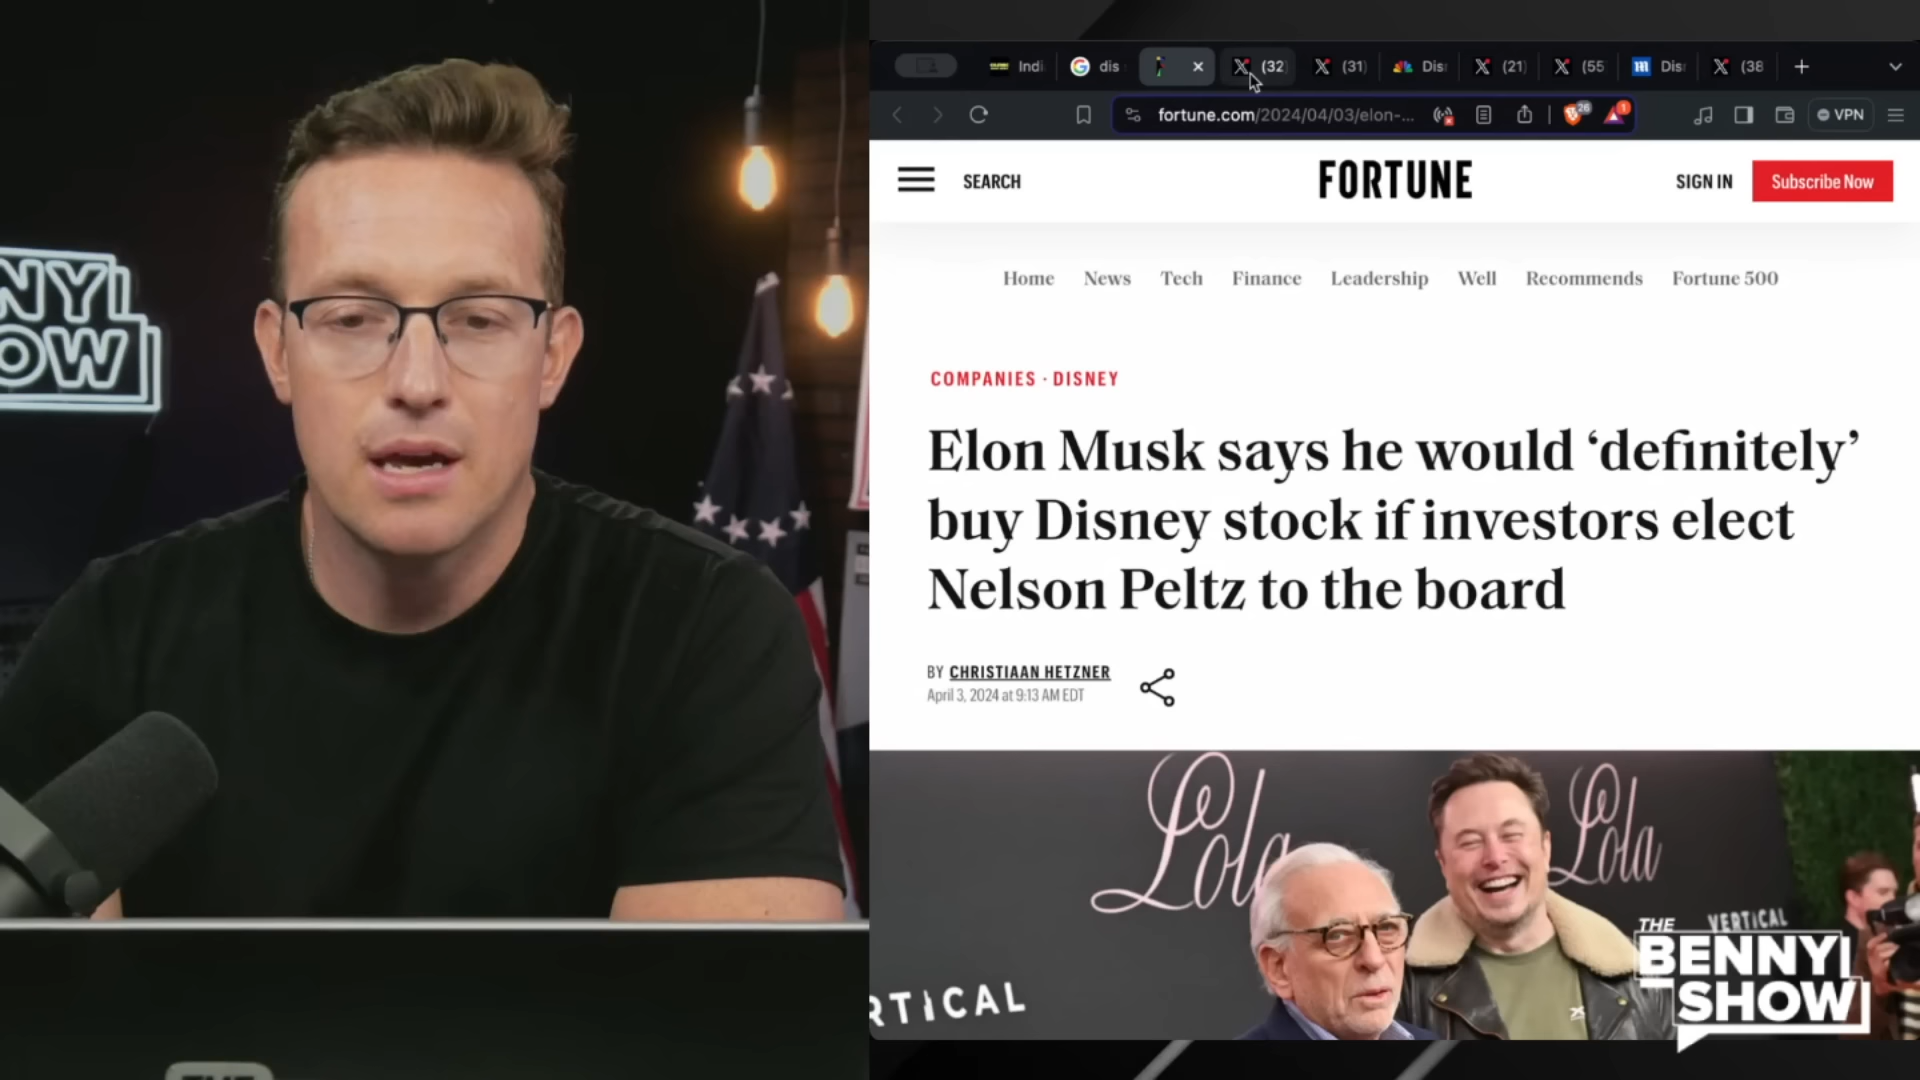 NYI
OW
Indi
dis
(32
(31)
Dis
(21)
(55
Dis
(38
fortune.com/2024/04/03/elon-...
26
1
VPN
SEARCH
FORTUNE
SIGN IN
Subscribe Now
Home
News
Tech
Finance
Leadership
Well
Recommends
Fortune 500
COMPANIES · DISNEY
Elon Musk says he would ‘definitely’
buy Disney stock if investors elect
Nelson Peltz to the board
BY CHRISTIAAN HETZNER
April 3, 2024 at 9:13 AM EDT
Lola
Lola
VERTICAL
RTICAL
THE
BENNY
SHOW